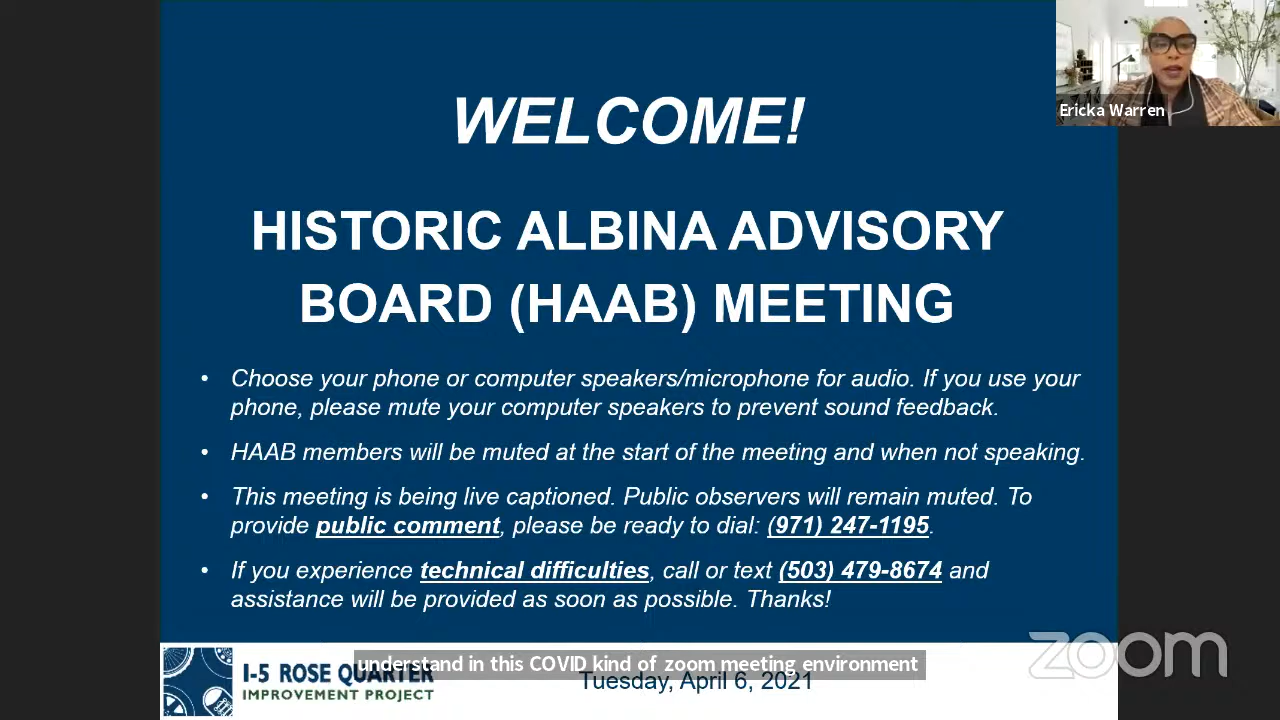 WELCOME!
Ericka Warren
HISTORIC ALBINA ADVISORY
BOARD (HAAB) MEETING
• Choose your phone or computer speakers/microphone for audio. If you use your
phone, please mute your computer speakers to prevent sound feedback.
• HAAB members will be muted at the start of the meeting and when not speaking.
• This meeting is being live captioned. Public observers will remain muted. To
provide public comment, please be ready to dial: (971) 247-1195.
• If you experience technical difficulties, call or text (503) 479-8674 and
assistance will be provided as soon as possible. Thanks!
zoom
I-5 ROSE QUARTER
IMPROVEMENT PROJECT
understand in this COVID kind of zoom meeting environment
Tuesday, April 6, 2021